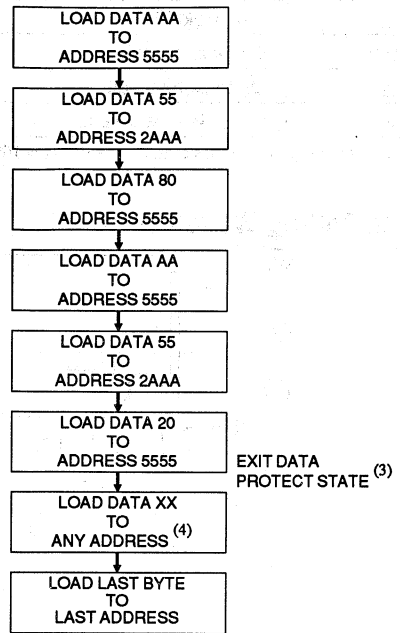 LOAD DATA AA
TO
ADDRESS 5555
LOAD DATA 55
TO
ADDRESS 2AAA
LOAD DATA 80
TO
ADDRESS 5555
LOAD DATA AA
TO
ADDRESS 5555
LOAD DATA 55
TO
ADDRESS 2AAA
LOAD DATA 20
TO
ADDRESS 5555
EXIT DATA
PROTECT STATE (3)
LOAD DATA XX
TO
ANY ADDRESS (4)
LOAD LAST BYTE
TO
LAST ADDRESS